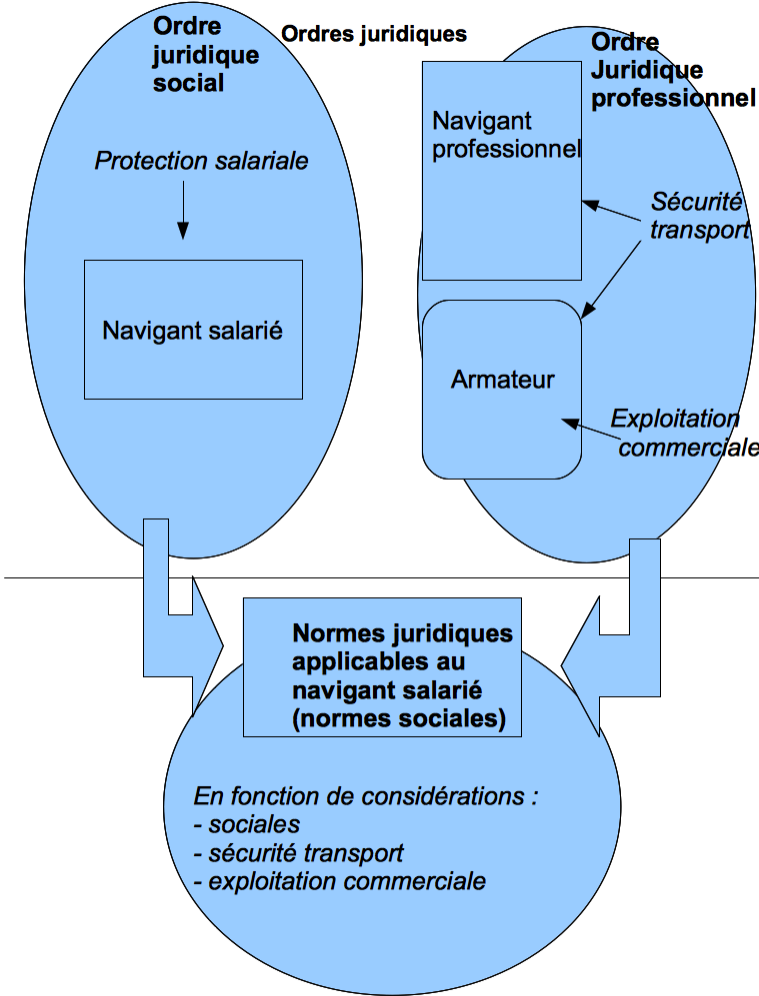 Ordre
juridique
social
Ordres juridiques
Ordre
Juridique
professionnel
Protection salariale
Navigant salarié
Navigant
professionnel
Sécurité
transport
Armateur
Exploitation
commerciale
Normes juridiques
applicables au
navigant salarié
(normes sociales)
En fonction de considérations :
- sociales
- sécurité transport
- exploitation commerciale